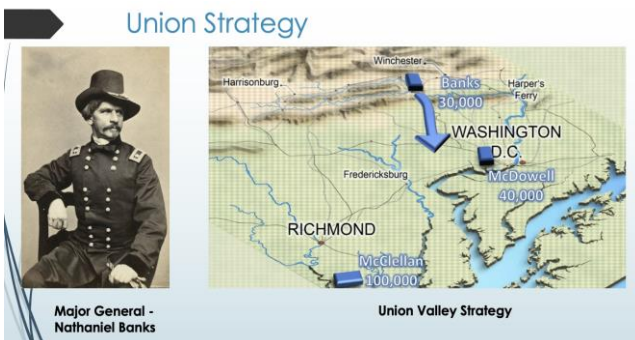 Union Strategy
Winchester
Harrisonburg
Banks
30,000
Harper's
Ferry
WASHINGTON
D.C.
McDowell
40,000
Fredericksburg
RICHMOND
McClellan
100,000
Major General -
Nathaniel Banks
Union Valley Strategy